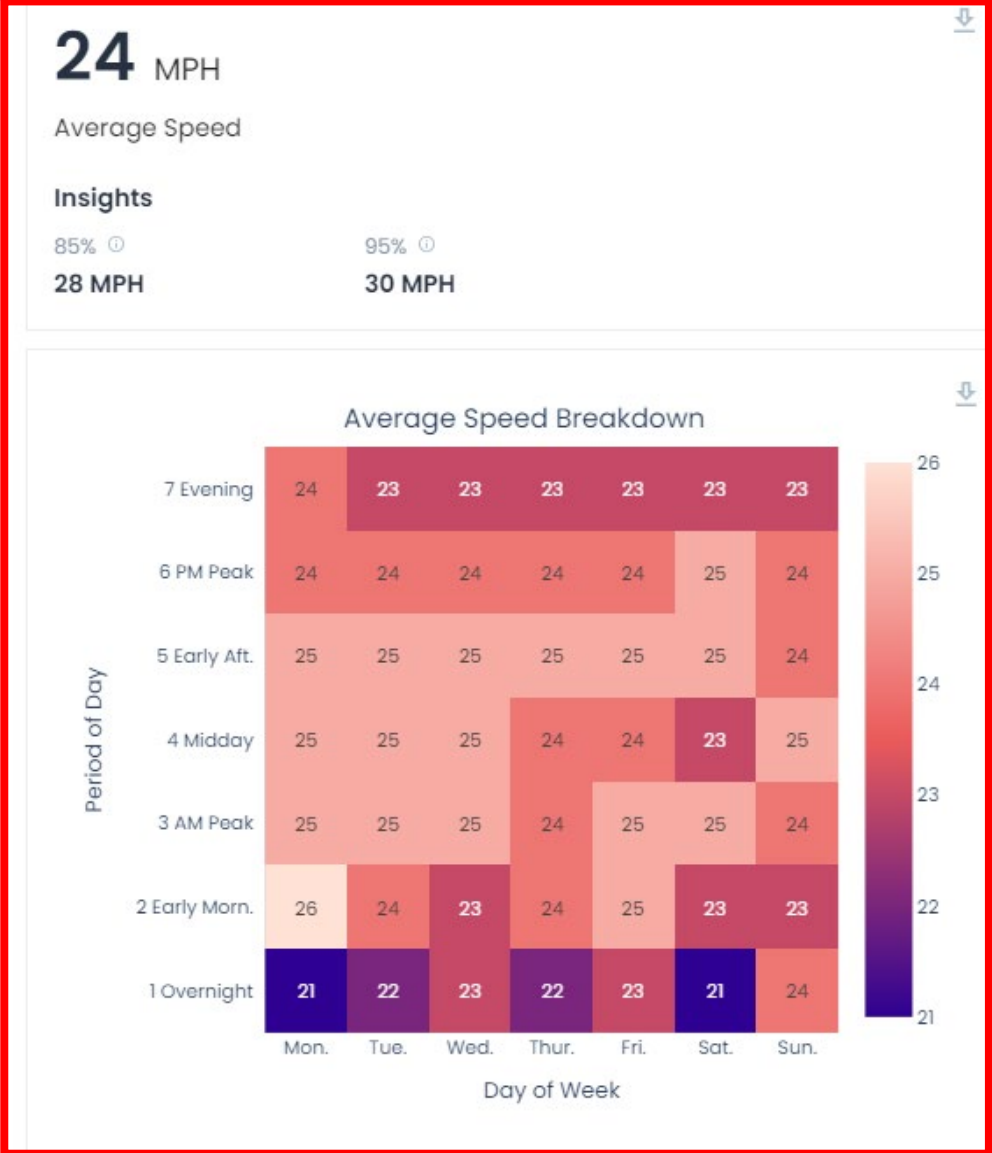 24 MPH
Average Speed
Insights
85% 95%
28 MPH 30 MPH
Average Speed Breakdown
7 Evening 24 23 23 23 23 23 23
6 PM Peak 24 24 24 24 24 25 24
5 Early Aft. 25 25 25 25 25 25 24
4 Midday 25 25 25 24 24 23 25
3 AM Peak 25 25 25 24 25 25 24
2 Early Morn. 26 24 23 24 25 23 23
1 Overnight 21 22 23 22 23 21 24
Mon. Tue. Wed. Thur. Fri. Sat. Sun.
Day of Week
Period of Day
26
25
24
23
22
21